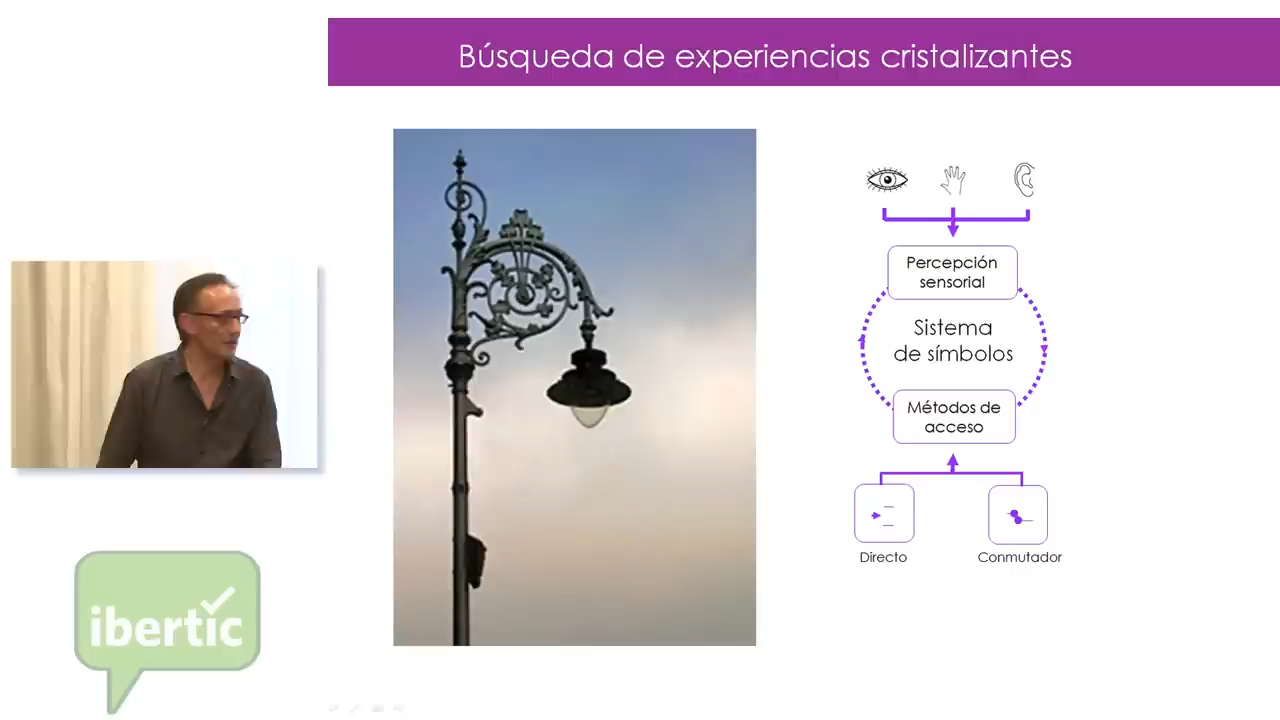 Búsqueda de experiencias cristalizantes
Percepción
sensorial
Sistema
de símbolos
Métodos de
acceso
Directo
Conmutador
ibertic